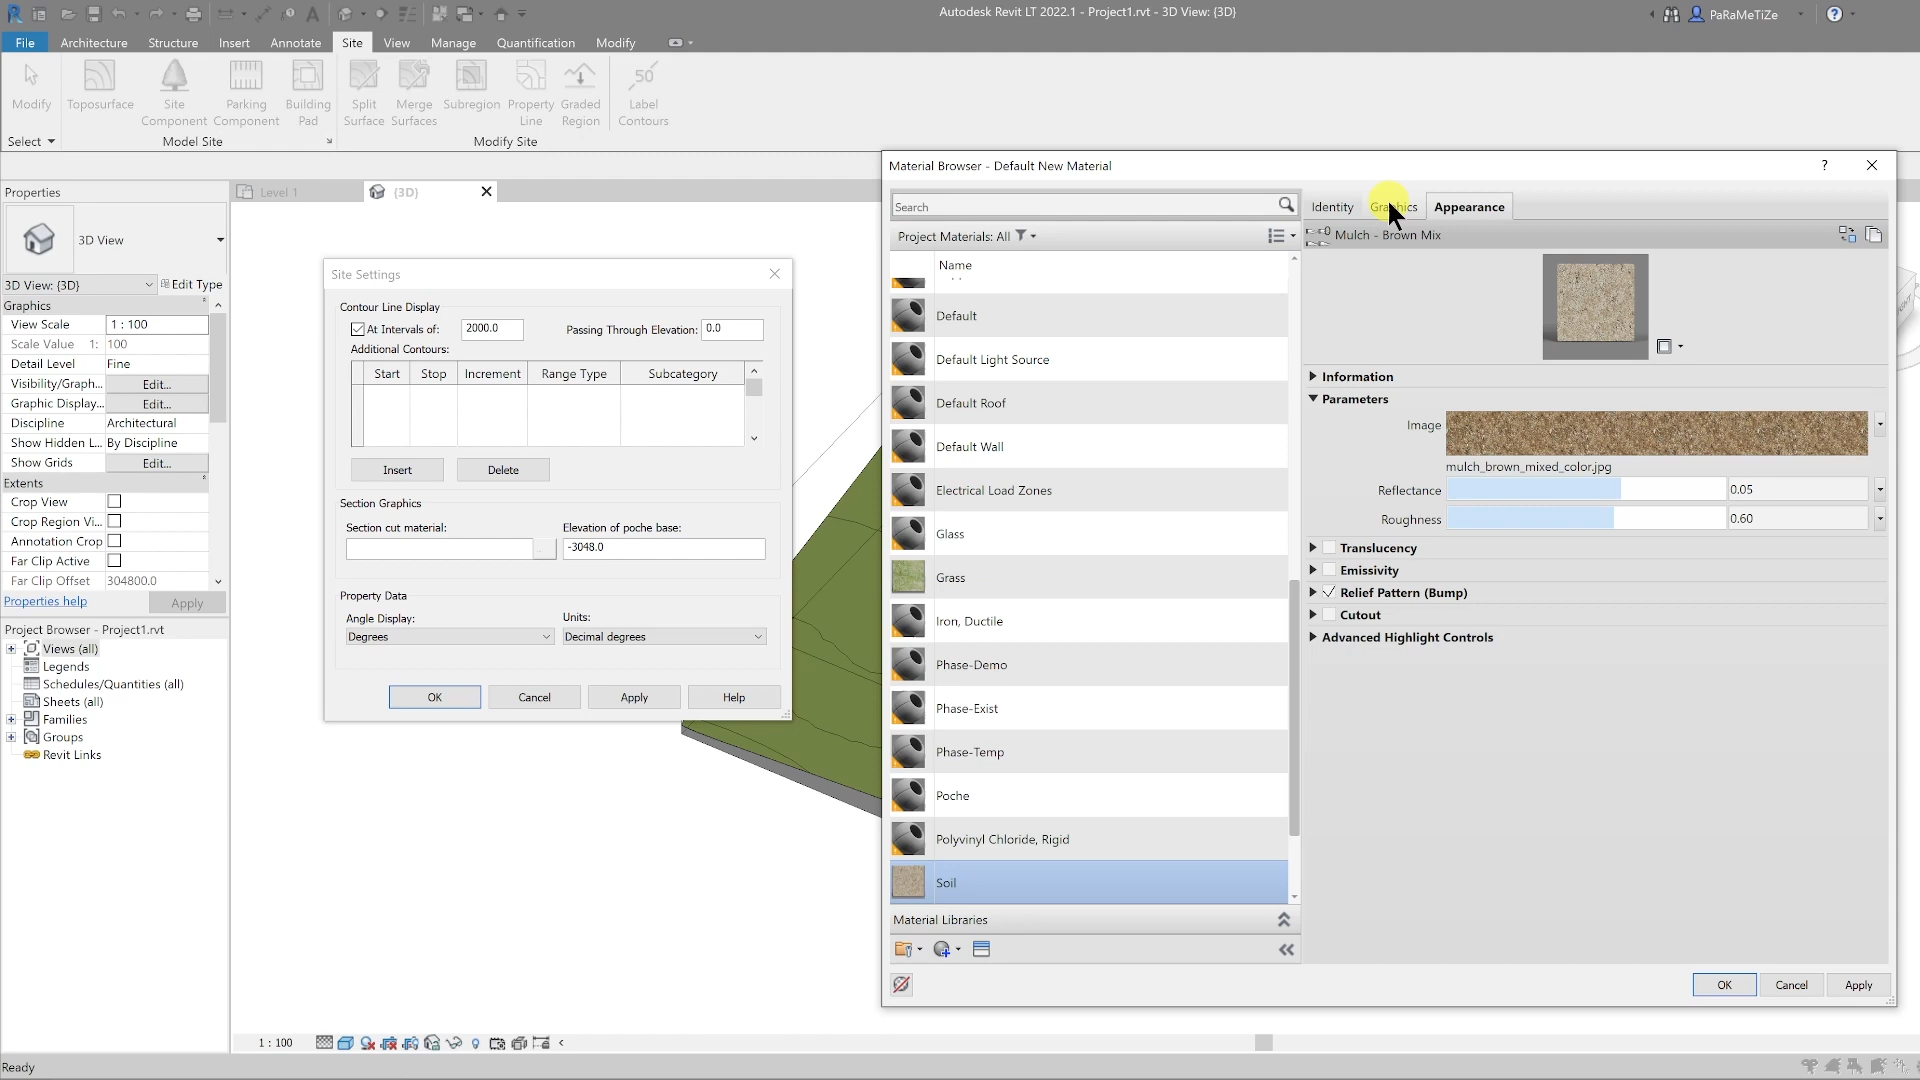 Autodesk Revit LT 2022.1 - Project1.rvt - 3D View: {3D}
PaRaMeTiZe
File Architecture Structure Insert Annotate Site View Manage Quantification Modify
Modify
Toposurface
Site Component
Parking Component
Building Pad
Split Surface
Merge Surfaces
Subregion
Property Line
Graded Region
50
Label Contours
Select
Model Site
Modify Site
Properties
Level 1
{3D}
3D View
3D View: {3D}
Edit Type
Graphics
View Scale 1 : 100
Scale Value 1: 100
Detail Level Fine
Visibility/Graph... Edit...
Graphic Display... Edit...
Discipline Architectural
Show Hidden L... By Discipline
Show Grids Edit...
Extents
Crop View
Crop Region Vi...
Annotation Crop
Far Clip Active
Far Clip Offset 304800.0
Properties help
Apply
Project Browser - Project1.rvt
Views (all)
Legends
Schedules/Quantities (all)
Sheets (all)
Families
Groups
Revit Links
Site Settings
Contour Line Display
At Intervals of: 2000.0
Passing Through Elevation: 0.0
Additional Contours:
Start Stop Increment Range Type Subcategory
Insert Delete
Section Graphics
Section cut material:
Elevation of poche base:
-3048.0
Property Data
Angle Display:
Units:
Degrees
Decimal degrees
OK Cancel Apply Help
Material Browser - Default New Material
?
Search
Project Materials: All
Name
Default
Default Light Source
Default Roof
Default Wall
Electrical Load Zones
Glass
Grass
Iron, Ductile
Phase-Demo
Phase-Exist
Phase-Temp
Poche
Polyvinyl Chloride, Rigid
Soil
Material Libraries
Identity Graphics Appearance
Mulch - Brown Mix
Information
Parameters
Image
mulch_brown_mixed_color.jpg
Reflectance 0.05
Roughness 0.60
Translucency
Emissivity
Relief Pattern (Bump)
Cutout
Advanced Highlight Controls
OK Cancel Apply
1 : 100
Ready